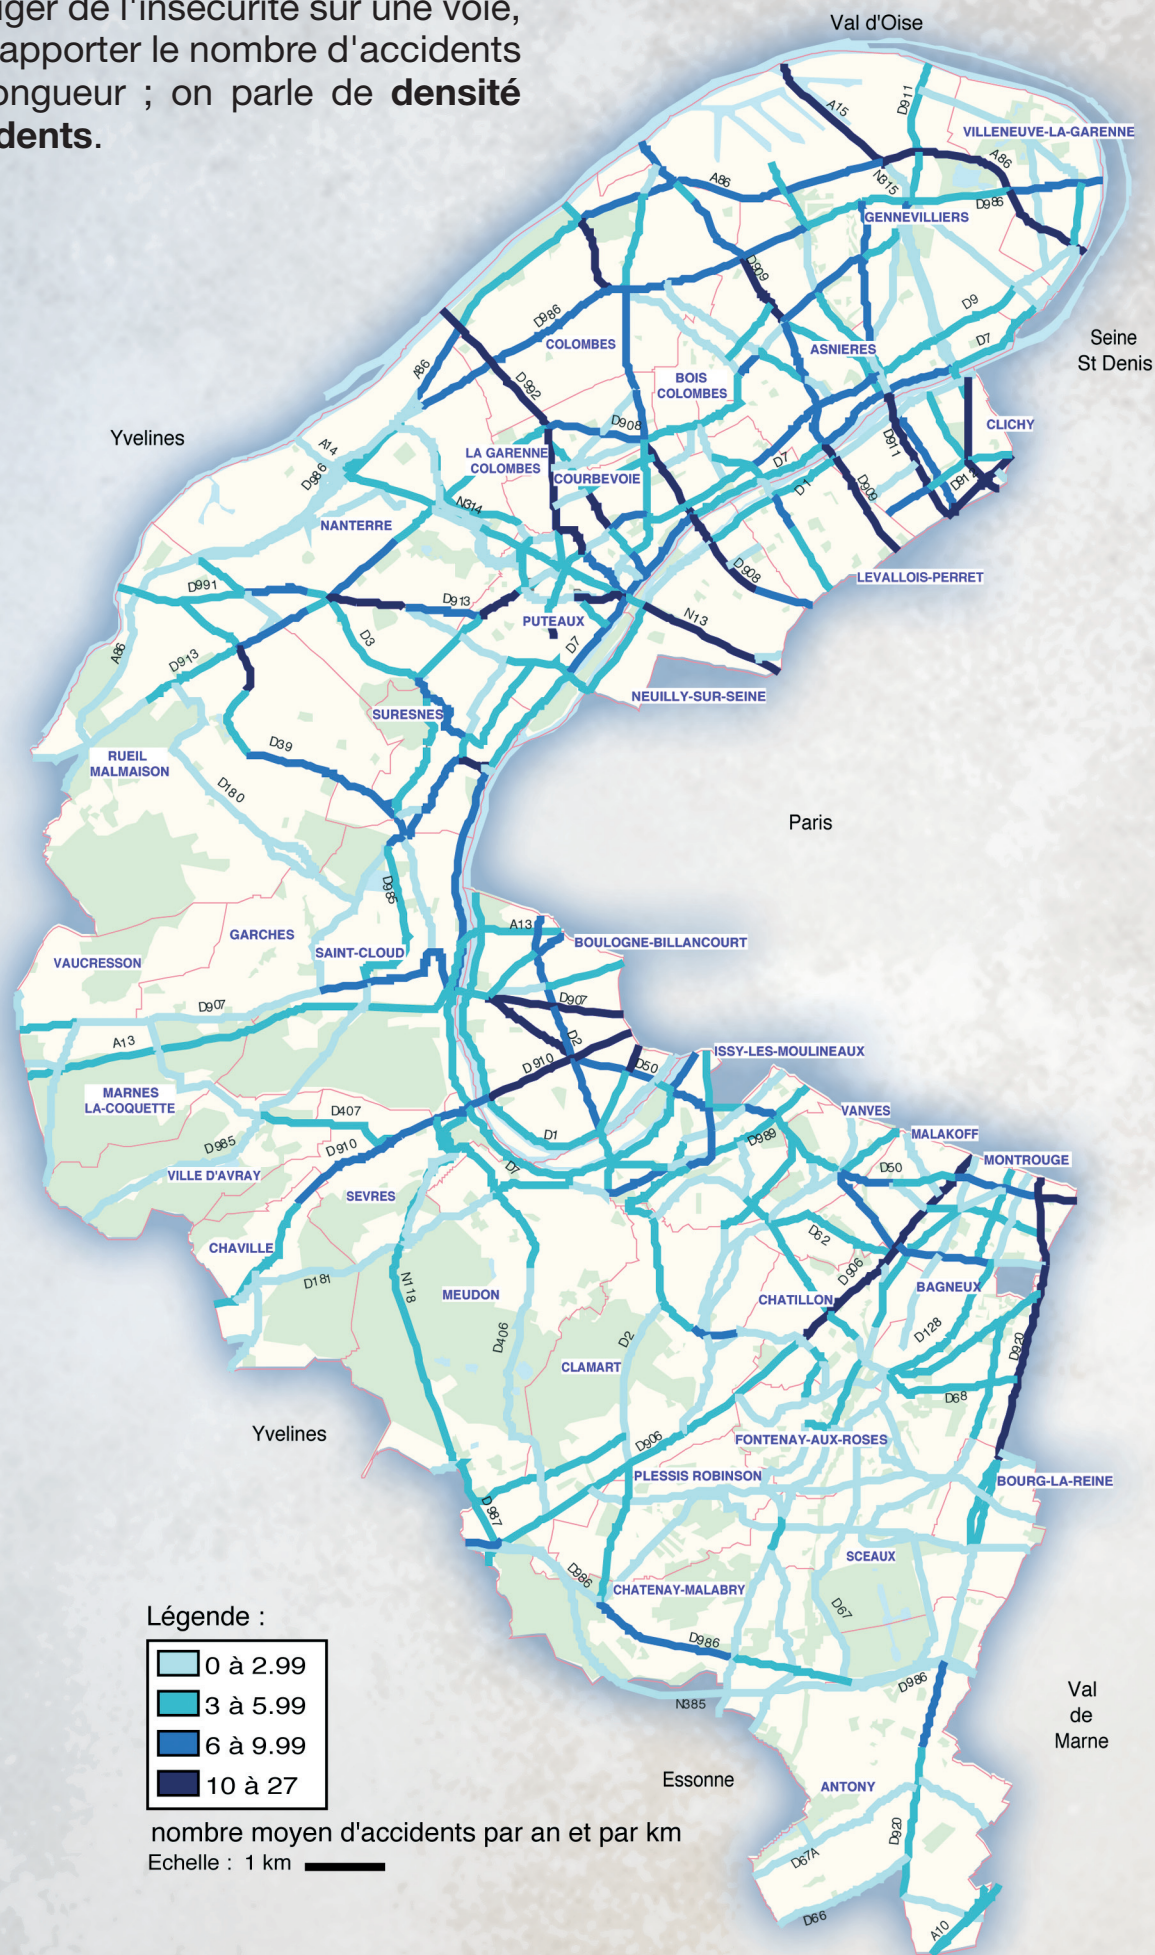 iger de l'insécurité sur une voie,
apporter le nombre d'accidents
ongueur ; on parle de densité
dents.
Val d'Oise
A15
D911
VILLENEUVE-LA-GARENNE
A86
A86
N315
D986
GENNEVILLIERS
D909
D9
D986
COLOMBES
ASNIERES
D7
Seine
St Denis
A86
D992
BOIS
COLOMBES
D908
CLICHY
Yvelines
A14
D986
LA GARENNE
COLOMBES
COURBEVOIE
D7
D911
D912
D1
D909
N314
NANTERRE
D908
LEVALLOIS-PERRET
D991
D913
N13
PUTEAUX
D3
D7
A86
D913
NEUILLY-SUR-SEINE
SURESNES
D39
RUEIL
MALMAISON
D180
Paris
D985
A13
GARCHES
BOULOGNE-BILLANCOURT
SAINT-CLOUD
VAUCRESSON
D907
D907
A13
D2
D910
D50
ISSY-LES-MOULINEAUX
MARNES
LA-COQUETTE
D407
VANVES
D985
D910
D1
D989
MALAKOFF
D7
D50
MONTROUGE
VILLE D'AVRAY
SEVRES
D62
CHAVILLE
D181
N118
D906
MEUDON
BAGNEUX
CHATILLON
D406
D2
D128
D920
CLAMART
D68
Yvelines
D906
FONTENAY-AUX-ROSES
PLESSIS ROBINSON
BOURG-LA-REINE
D987
SCEAUX
D986
CHATENAY-MALABRY
D67
Légende :
D986
0 à 2.99
D986
3 à 5.99
N385
Val
de
Marne
6 à 9.99
10 à 27
Essonne
ANTONY
nombre moyen d'accidents par an et par km
D920
Echelle : 1 km
D67A
D66
A10